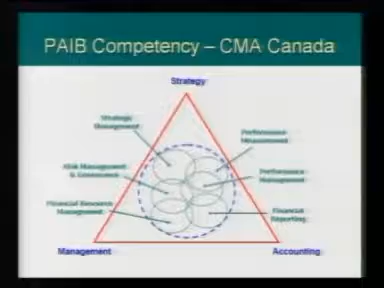 PAIB Competency – CMA Canada
Strategy
Strategic
Management
Performance
Measurement
Risk Management
& Governance
Performance
Management
Financial Resource
Management
Financial
Reporting
Management
Accounting